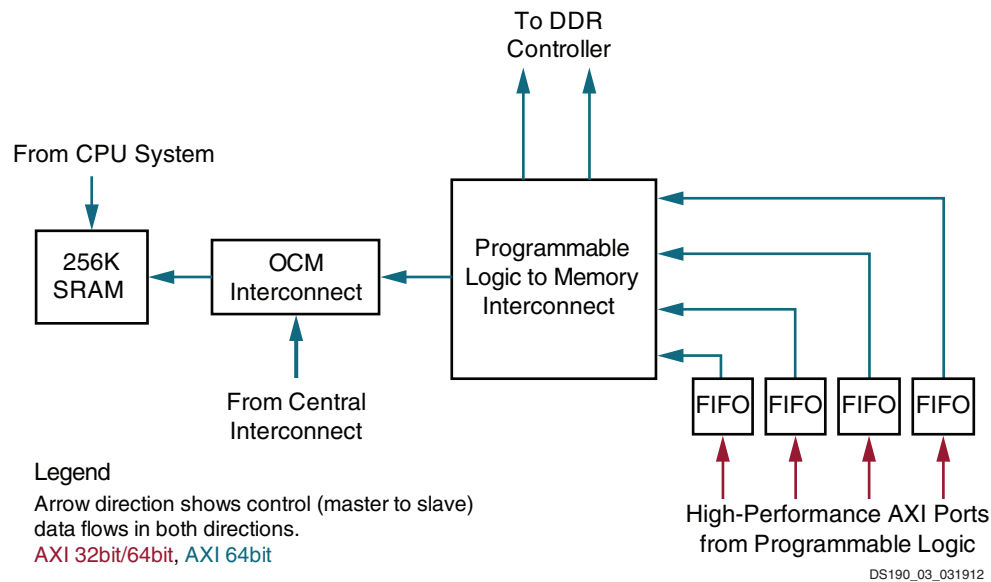 To DDR
Controller
From CPU System
256K
SRAM
OCM
Interconnect
Programmable
Logic to Memory
Interconnect
FIFO
FIFO
FIFO
FIFO
From Central
Interconnect
High-Performance AXI Ports
from Programmable Logic
Legend
Arrow direction shows control (master to slave)
data flows in both directions.
AXI 32bit/64bit, AXI 64bit
DS190_03_031912